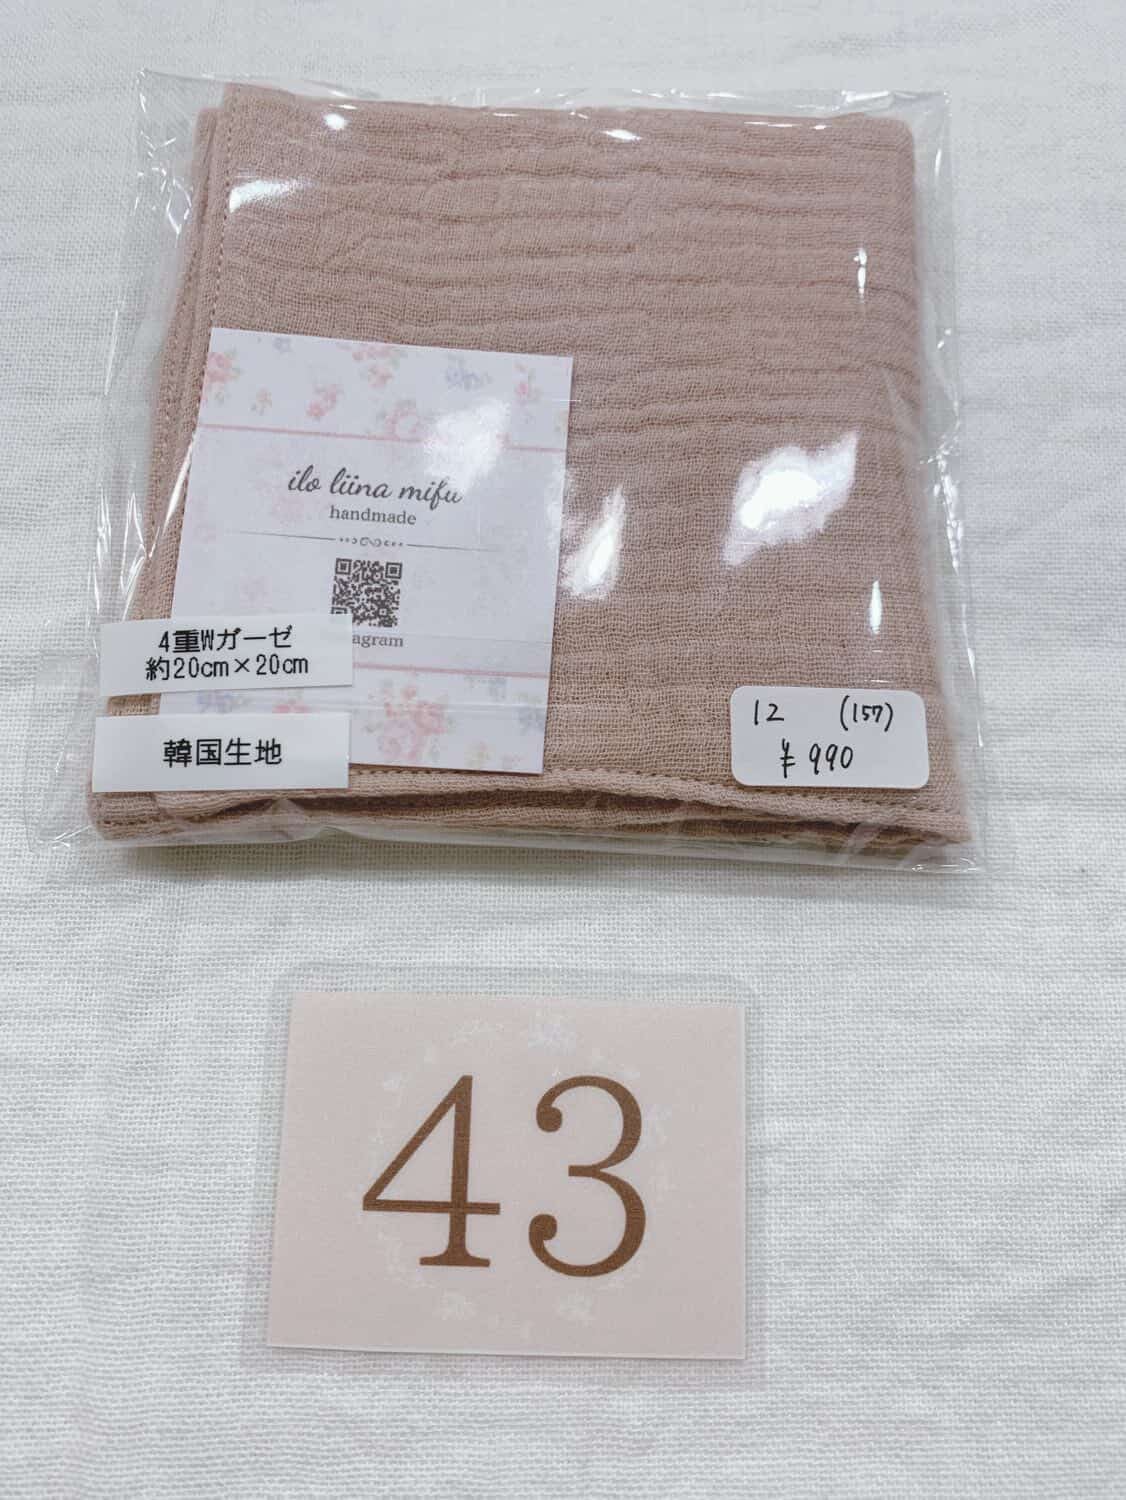 ilo liina mifu
handmade
agram
4重Wガーゼ
約20cm×20cm
韓国生地
12 (157)
¥990
43